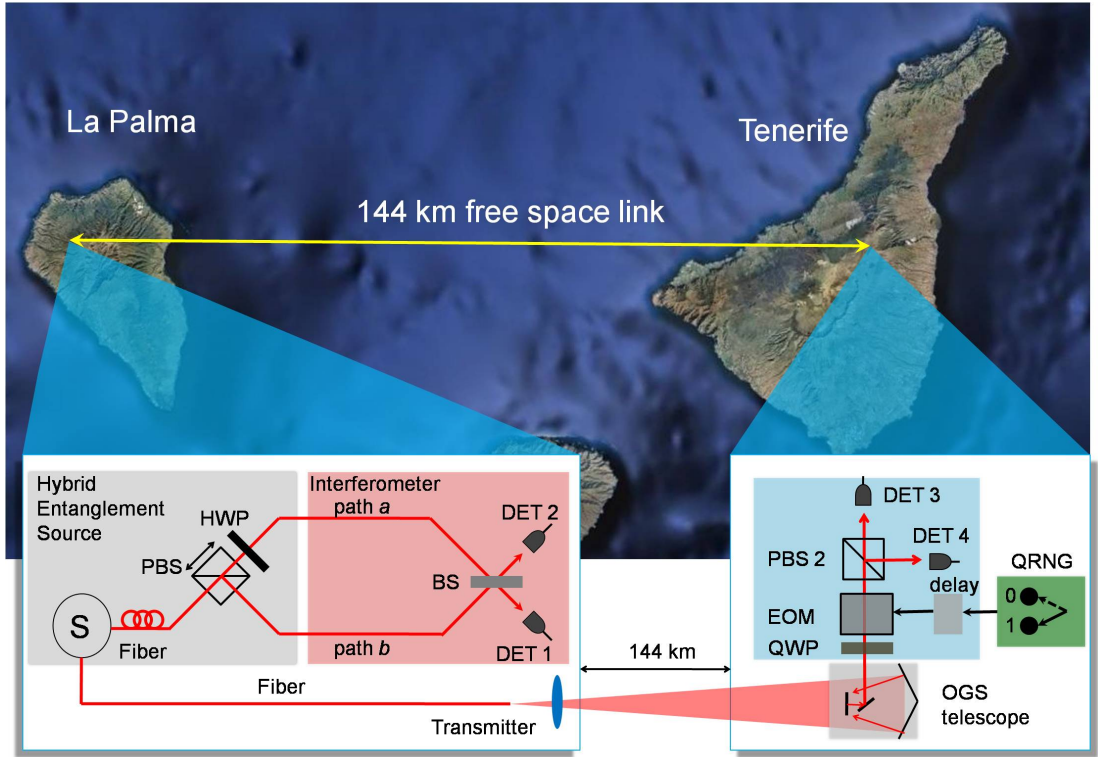 La Palma
Tenerife
144 km free space link
Hybrid
Entanglement
Source
HWP
PBS
S
Fiber
Interferometer
path a
DET 2
BS
DET 1
path b
Fiber
Transmitter
144 km
DET 3
DET 4
PBS 2
delay
QRNG
0
1
EOM
QWP
OGS
telescope